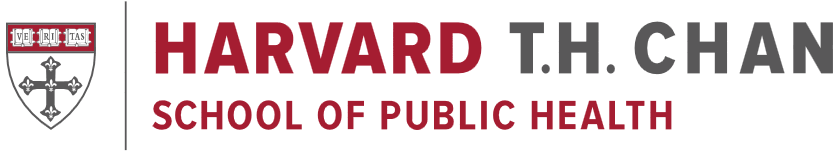 VE RI TAS
HARVARD T.H. CHAN
SCHOOL OF PUBLIC HEALTH